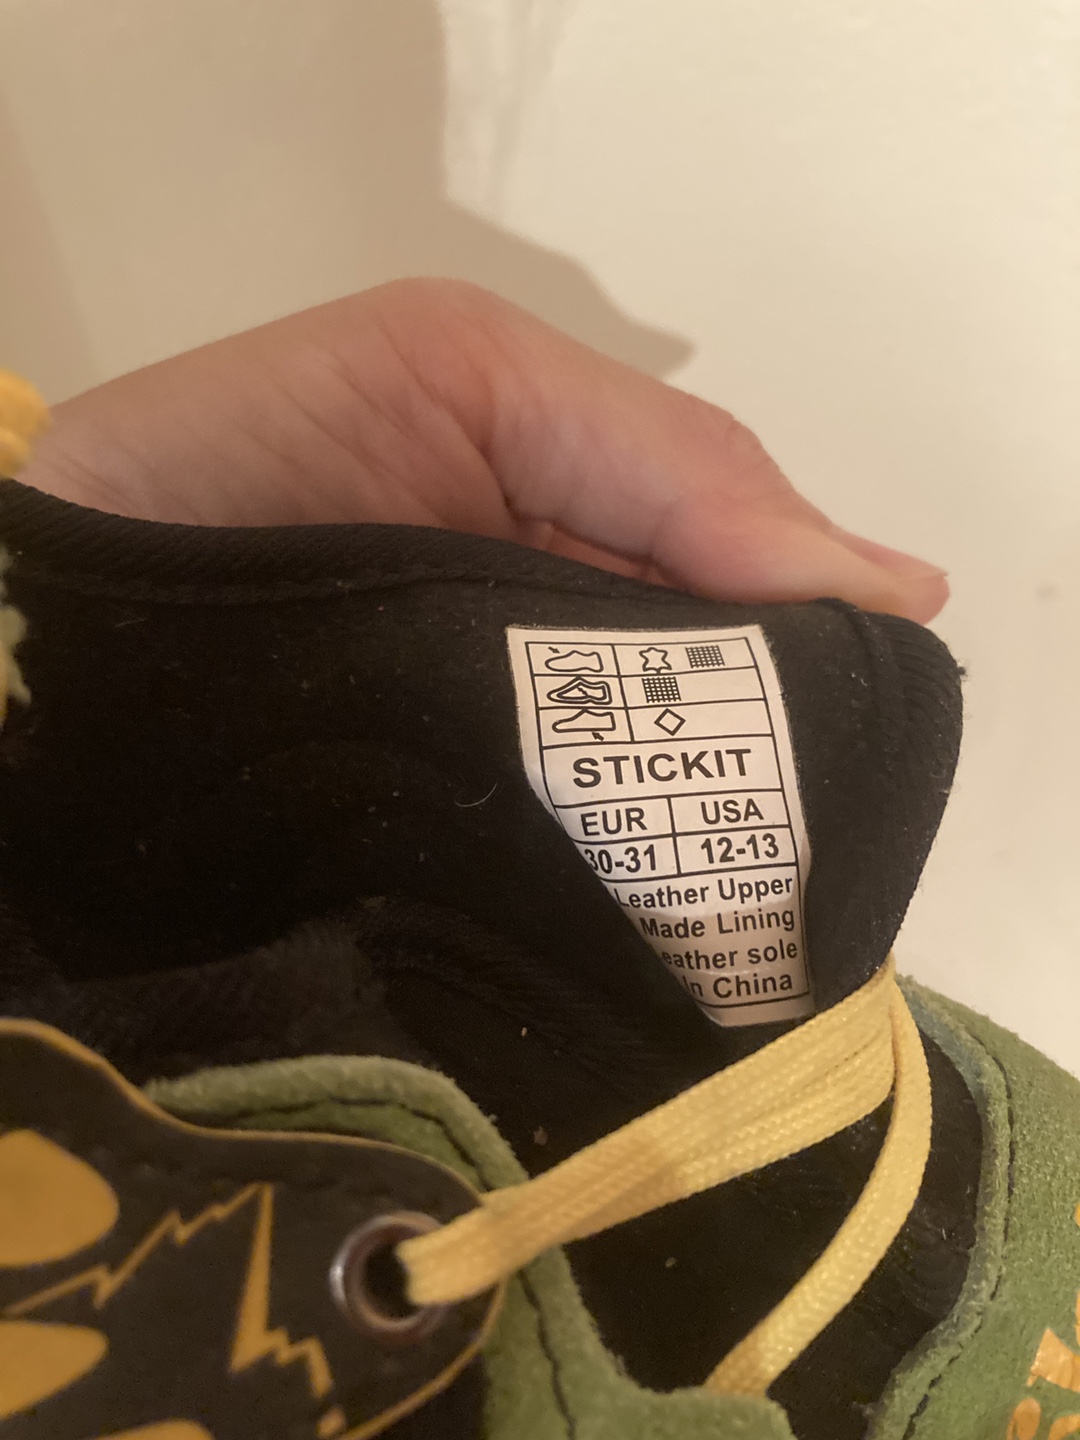 STICKIT
EUR USA
30-31 12-13
Leather Upper
Made Lining
eather sole
In China